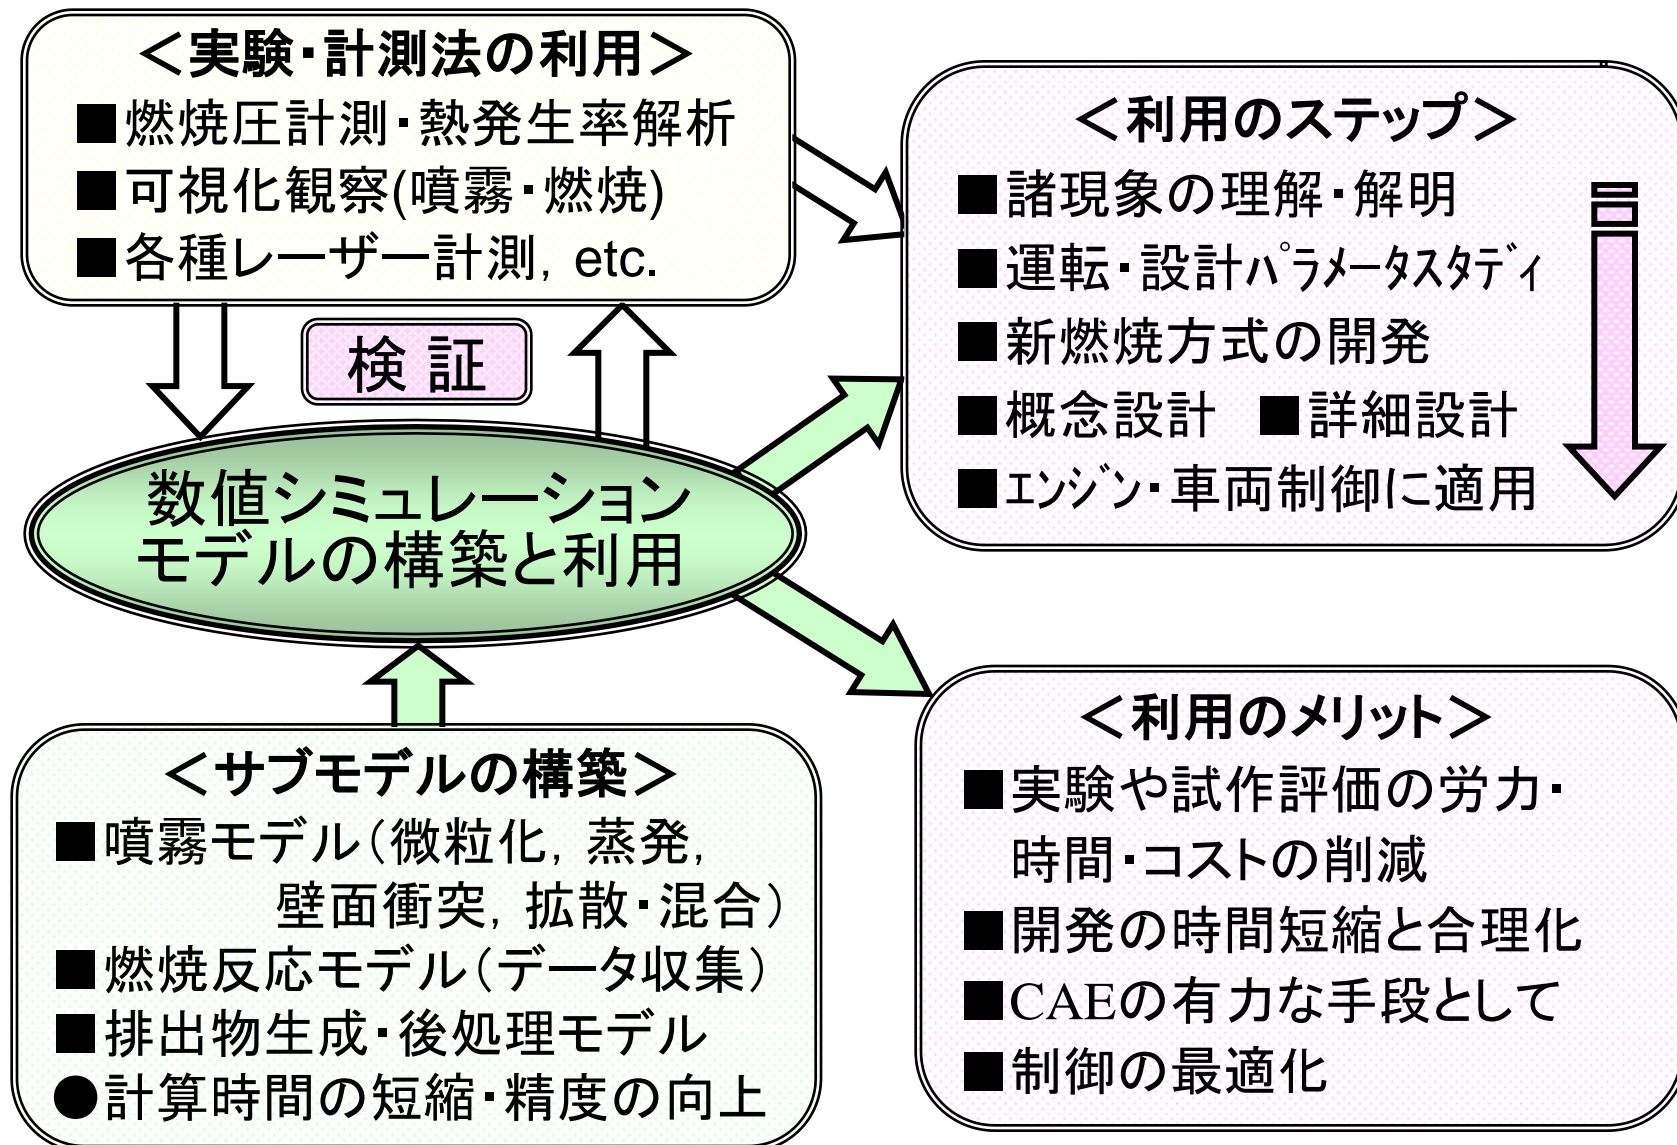 ＜実験・計測法の利用＞
■燃焼圧計測・熱発生率解析
■可視化観察(噴霧・燃焼)
■各種レーザー計測, etc.
検 証
数値シミュレーション
モデルの構築と利用
＜サブモデルの構築＞
■噴霧モデル（微粒化, 蒸発,
壁面衝突, 拡散・混合）
■燃焼反応モデル（データ収集）
■排出物生成・後処理モデル
●計算時間の短縮・精度の向上
＜利用のステップ＞
■諸現象の理解・解明
■運転・設計ﾊﾟﾗﾒｰﾀｽﾀﾃﾞｨ
■新燃焼方式の開発
■概念設計 ■詳細設計
■ｴﾝｼﾞﾝ・車両制御に適用
＜利用のメリット＞
■実験や試作評価の労力・
時間・コストの削減
■開発の時間短縮と合理化
■CAEの有力な手段として
■制御の最適化